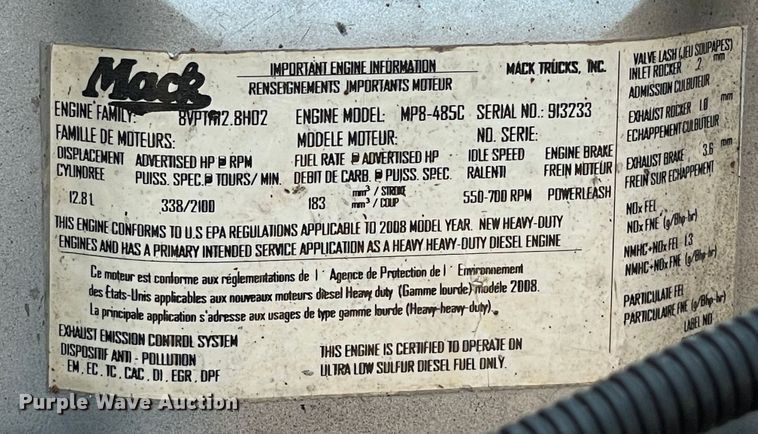 Mack
IMPORTANT ENGINE INFORMATION
RENSEIGNEMENTS IMPORTANTS MOTEUR
MACK TRUCKS, INC.
ENGINE FAMILY: 8VPTH12.8H02 ENGINE MODEL: MP8-485C SERIAL NO.: 913233
FAMILLE DE MOTEURS: MODELE MOTEUR: NO. SERIE:
DISPLACEMENT ADVERTISED HP @ RPM FUEL RATE @ ADVERTISED HP IDLE SPEED ENGINE BRAKE
CYLINDREE PUISS. SPEC.@ TOURS/ MIN. DEBIT DE CARB. @ PUISS. SPEC. RALENTI FREIN MOTEUR
12.8 L 338/2100 183 mm³ / STROKE 550-700 RPM POWERLEASH
mm³ / COUP
THIS ENGINE CONFORMS TO U.S EPA REGULATIONS APPLICABLE TO 2008 MODEL YEAR. NEW HEAVY-DUTY
ENGINES AND HAS A PRIMARY INTENDED SERVICE APPLICATION AS A HEAVY HEAVY-DUTY DIESEL ENGINE
Ce moteur est conforme aux réglementations de l' Agence de Protection de l' Environnement
des États-Unis applicables aux nouveaux moteurs diesel Heavy duty (Gamme lourde) modéle 2008.
La principale application s'adresse aux usages de type gamme lourde (Heavy-heavy-duty).
EXHAUST EMISSION CONTROL SYSTEM
DISPOSITIF ANTI - POLLUTION
EM , EC, TC, CAC, DI , EGR, DPF
THIS ENGINE IS CERTIFIED TO OPERATE ON
ULTRA LOW SULFUR DIESEL FUEL ONLY.
VALVE LASH (JEU SOUPAPES)
INLET ROCKER .2 mm
ADMISSION CULBUTEUR
EXHAUST ROCKER 1.0 mm
ECHAPPEMENT CULBUTEUR
EXHAUST BRAKE 3.6 mm
FREIN SUR ECHAPPEMENT
NOx FEL
NOx FNE (g/Bhp-hr)
NMHC+NOx FEL 1.3
NMHC+NOx FNE (g/Bhp-hr)
PARTICULATE FEL
PARTICULAIRE FNE (g/Bhp-hr)
LABEL NO
Purple Wave Auction